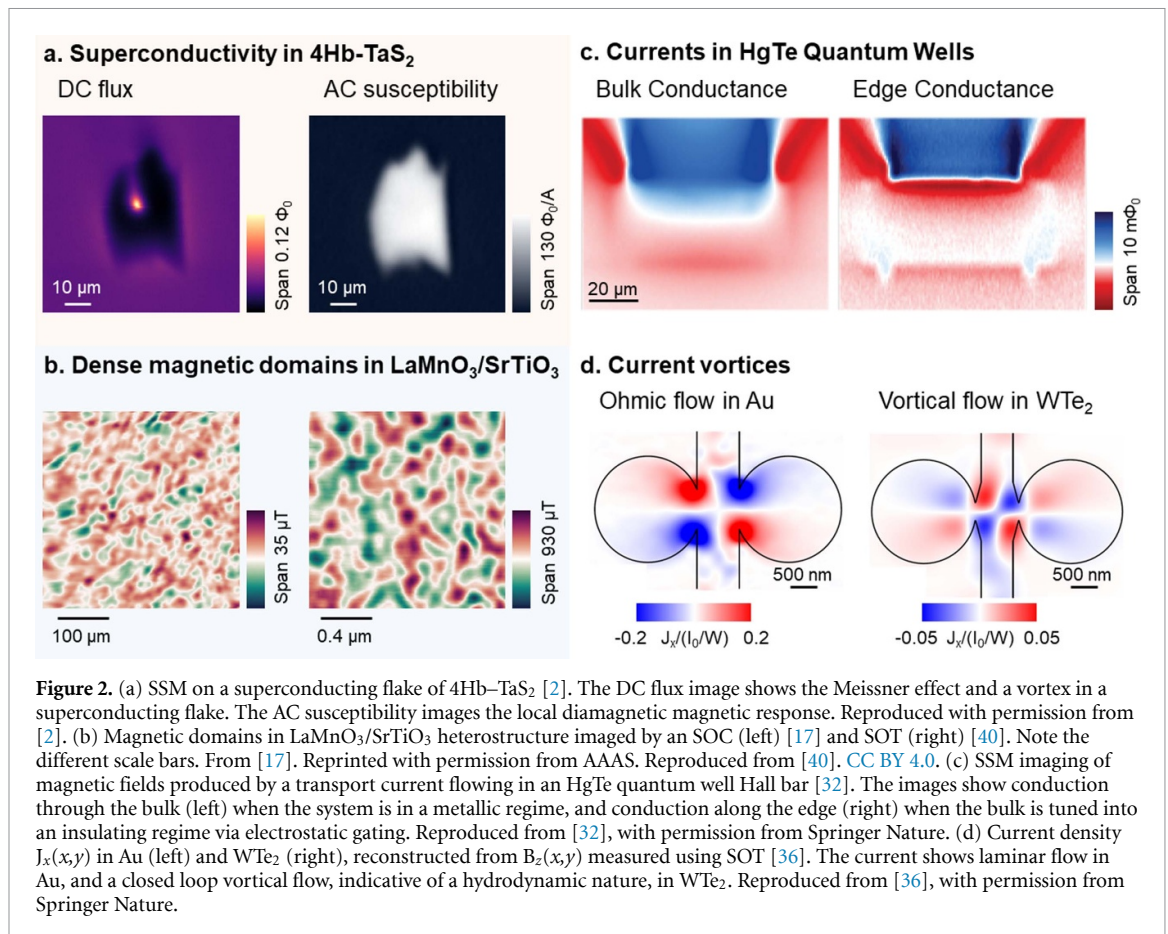 a. Superconductivity in 4Hb-TaS₂
DC flux
AC susceptibility
10 µm
Span 0.12 Φ₀
10 µm
Span 130 Φ₀/A
b. Dense magnetic domains in LaMnO₃/SrTiO₃
100 µm
Span 35 µT
0.4 µm
Span 930 µT
c. Currents in HgTe Quantum Wells
Bulk Conductance
Edge Conductance
20 µm
Span 10 mΦ₀
d. Current vortices
Ohmic flow in Au
Vortical flow in WTe₂
500 nm
500 nm
-0.2 Jₓ/(I₀/W) 0.2
-0.05 Jₓ/(I₀/W) 0.05
Figure 2. (a) SSM on a superconducting flake of 4Hb–TaS₂ [2]. The DC flux image shows the Meissner effect and a vortex in a
superconducting flake. The AC susceptibility images the local diamagnetic magnetic response. Reproduced with permission from
[2]. (b) Magnetic domains in LaMnO₃/SrTiO₃ heterostructure imaged by an SOC (left) [17] and SOT (right) [40]. Note the
different scale bars. From [17]. Reprinted with permission from AAAS. Reproduced from [40]. CC BY 4.0. (c) SSM imaging of
magnetic fields produced by a transport current flowing in an HgTe quantum well Hall bar [32]. The images show conduction
through the bulk (left) when the system is in a metallic regime, and conduction along the edge (right) when the bulk is tuned into
an insulating regime via electrostatic gating. Reproduced from [32], with permission from Springer Nature. (d) Current density
Jₓ(x,y) in Au (left) and WTe₂ (right), reconstructed from B_z(x,y) measured using SOT [36]. The current shows laminar flow in
Au, and a closed loop vortical flow, indicative of a hydrodynamic nature, in WTe₂. Reproduced from [36], with permission from
Springer Nature.